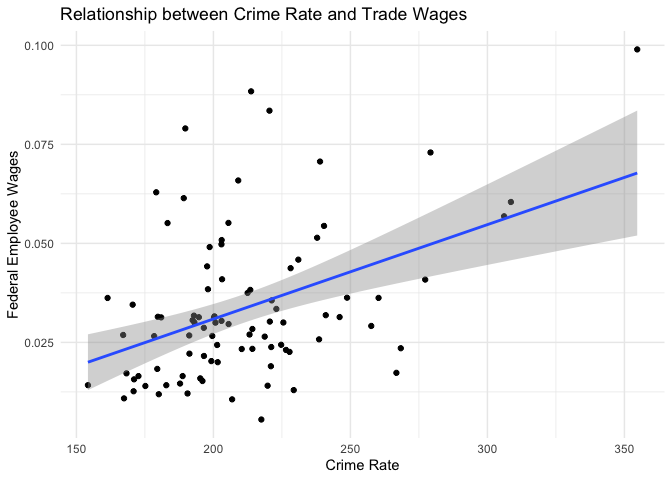 Relationship between Crime Rate and Trade Wages
0.100
0.075
0.050
0.025
Federal Employee Wages
150 200 250 300 350
Crime Rate